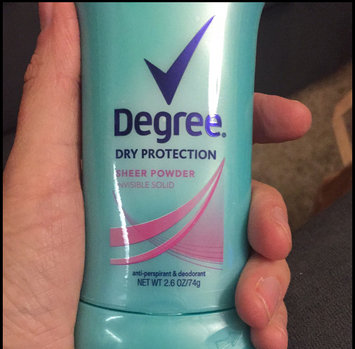 Degree.
DRY PROTECTION
SHEER POWDER
INVISIBLE SOLID
anti-perspirant & deodorant
NET WT 2.6 OZ/74g